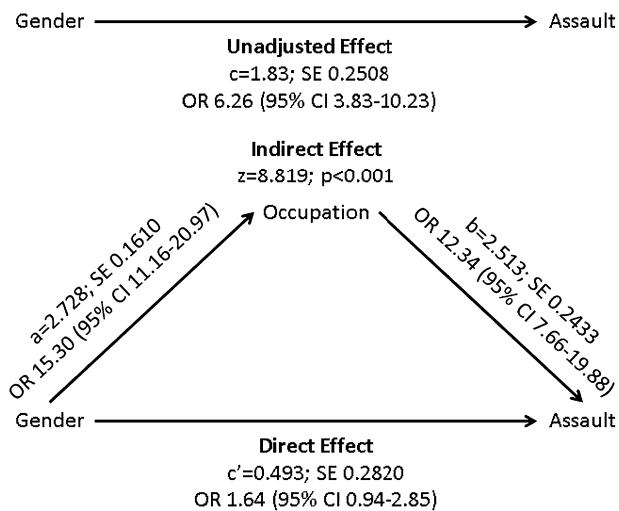 Gender Assault
Unadjusted Effect
c=1.83; SE 0.2508
OR 6.26 (95% CI 3.83-10.23)
Indirect Effect
z=8.819; p<0.001
Occupation
a=2.728; SE 0.1610
OR 15.30 (95% CI 11.16-20.97)
b=2.513; SE 0.2433
OR 12.34 (95% CI 7.66-19.88)
Gender Assault
Direct Effect
c’=0.493; SE 0.2820
OR 1.64 (95% CI 0.94-2.85)